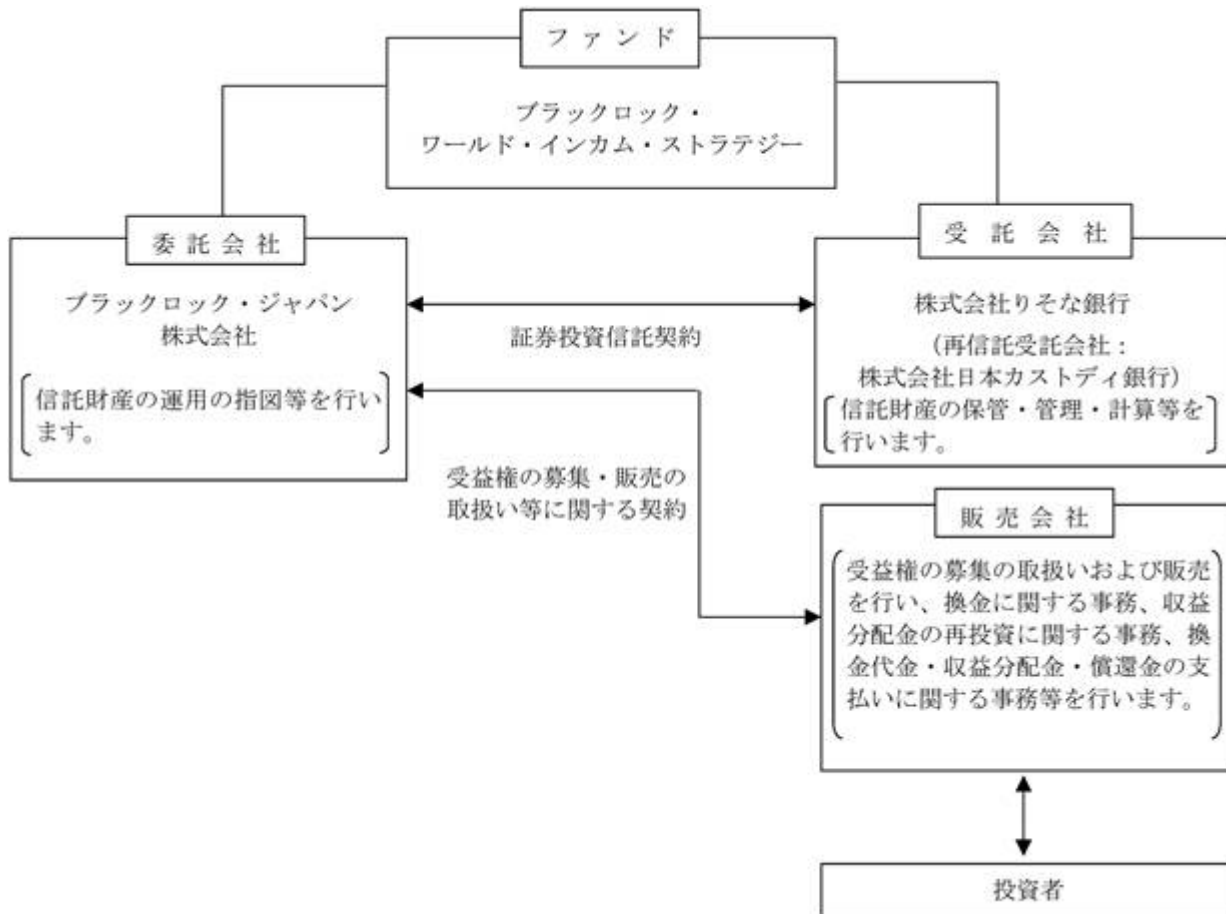 ファンド
ブラックロック・
ワールド・インカム・ストラテジー
委託会社
ブラックロック・ジャパン
株式会社
信託財産の運用の指図等を行い
ます。
証券投資信託契約
受益権の募集・販売の
取扱い等に関する契約
受託会社
株式会社りそな銀行
(再信託受託会社:
株式会社日本カストディ銀行)
信託財産の保管・管理・計算等を
行います。
販売会社
受益権の募集の取扱いおよび販売
を行い、換金に関する事務、収益
分配金の再投資に関する事務、換
金代金・収益分配金・償還金の支
払いに関する事務等を行います。
投資者